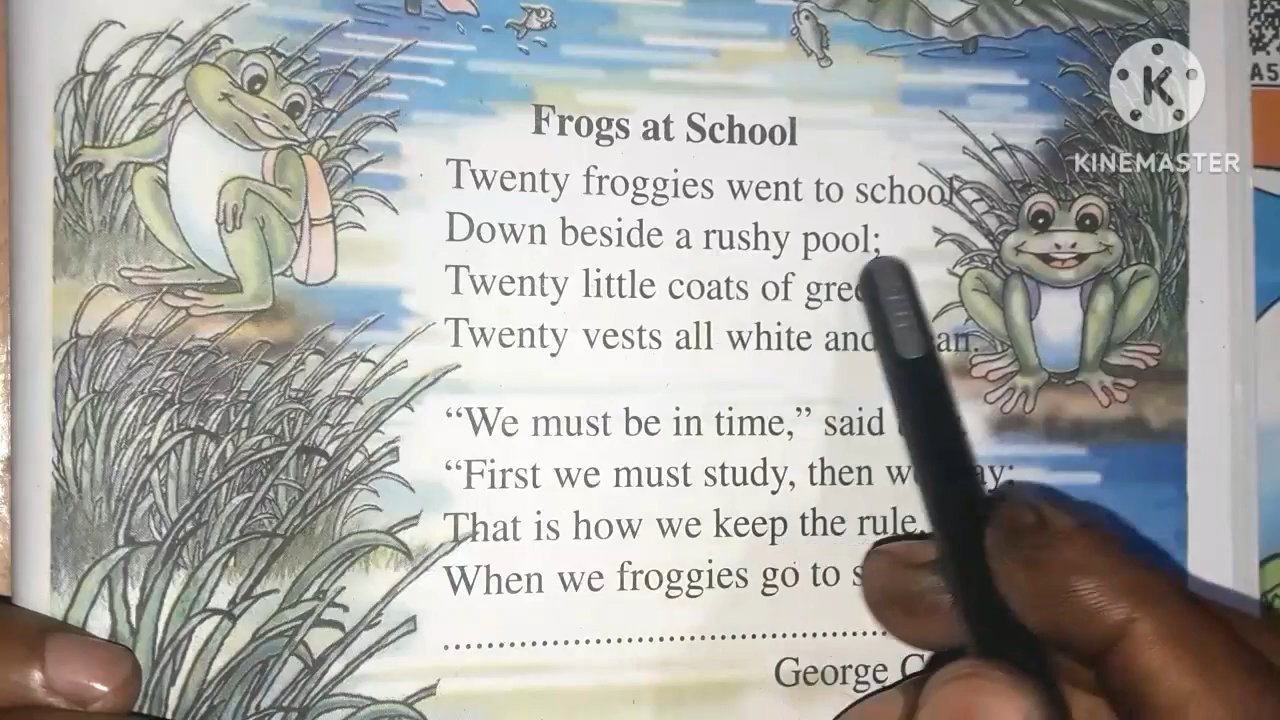 Frogs at School
Twenty froggies went to school
Down beside a rushy pool;
Twenty little coats of
Twenty vests all white and
“We must be in time,” said
“First we must study, then
That is how we keep the rule,
When we froggies go to
George
KINEMASTER
K
A5